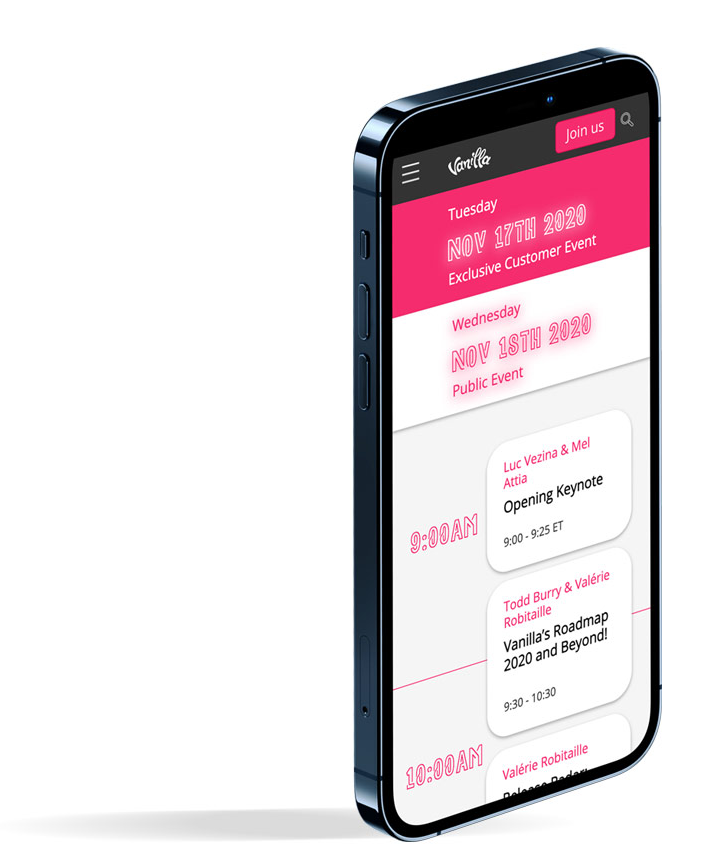 Vanilla
Join us
Tuesday
NOV 17TH 2020
Exclusive Customer Event
Wednesday
NOV 18TH 2020
Public Event
9:00AM
Luc Vezina & Mel
Attia
Opening Keynote
9:00 - 9:25 ET
Todd Burry & Valérie
Robitaille
Vanilla's Roadmap
2020 and Beyond!
9:30 - 10:30
10:00AM
Valérie Robitaille
Release Radar: